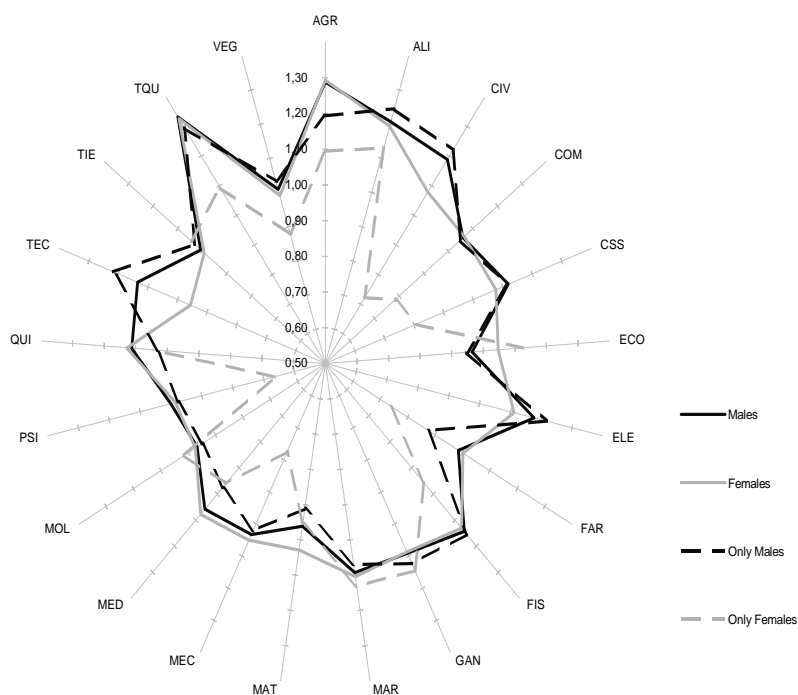 AGR
VEG
ALI
TQU
CIV
TIE
COM
TEC
CSS
QUI
ECO
PSI
ELE
MOL
FAR
MED
FIS
MEC
GAN
MAT
MAR
1,30
1,20
1,10
1,00
0,90
0,80
0,70
0,60
0,50
Males
Females
Only Males
Only Females